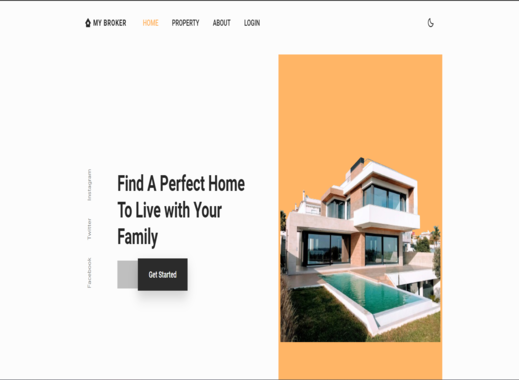 MY BROKER HOME PROPERTY ABOUT LOGIN
Instagram
Twitter
Facebook
Find A Perfect Home
To Live with Your
Family
Get Started